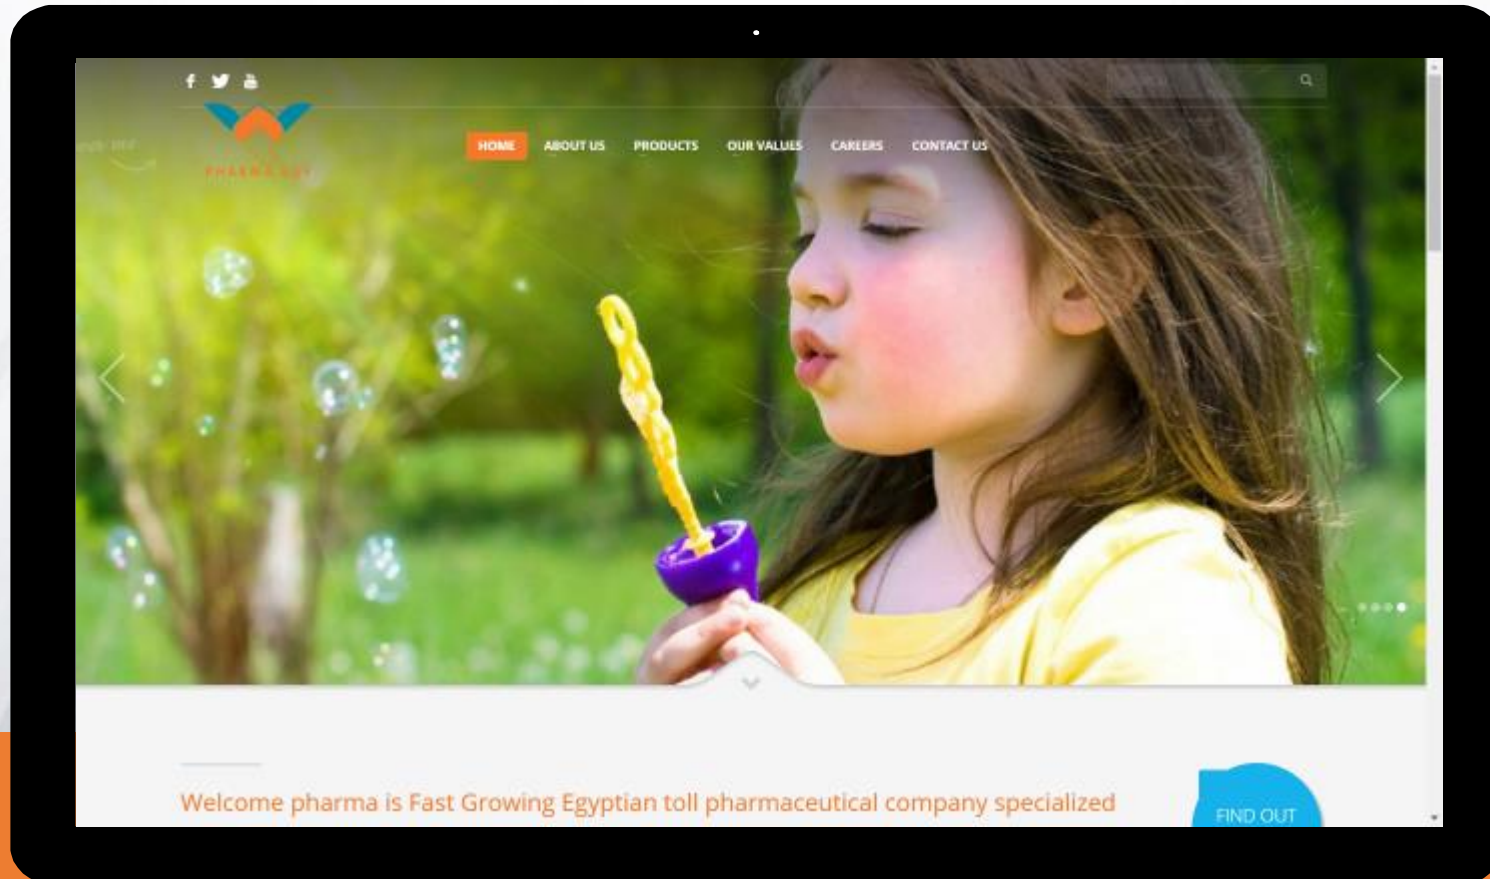 HOME ABOUT US PRODUCTS OUR VALUES CAREERS CONTACT US
PHARMA
Welcome pharma is Fast Growing Egyptian toll pharmaceutical company specialized
FIND OUT